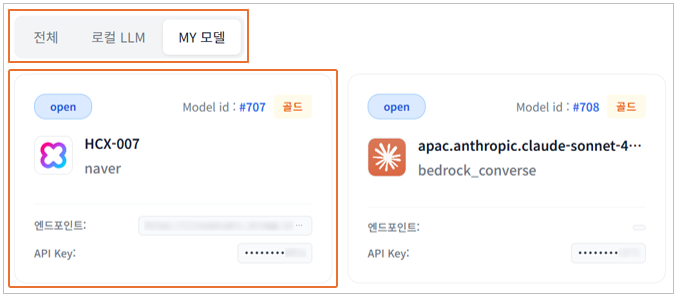 전체 로컬 LLM MY 모델
open Model id : #707 골드
HCX-007
naver
엔드포인트:
API Key: ••••••••
open Model id : #708 골드
apac.anthropic.claude-sonnet-4···
bedrock_converse
엔드포인트:
API Key: ••••••••